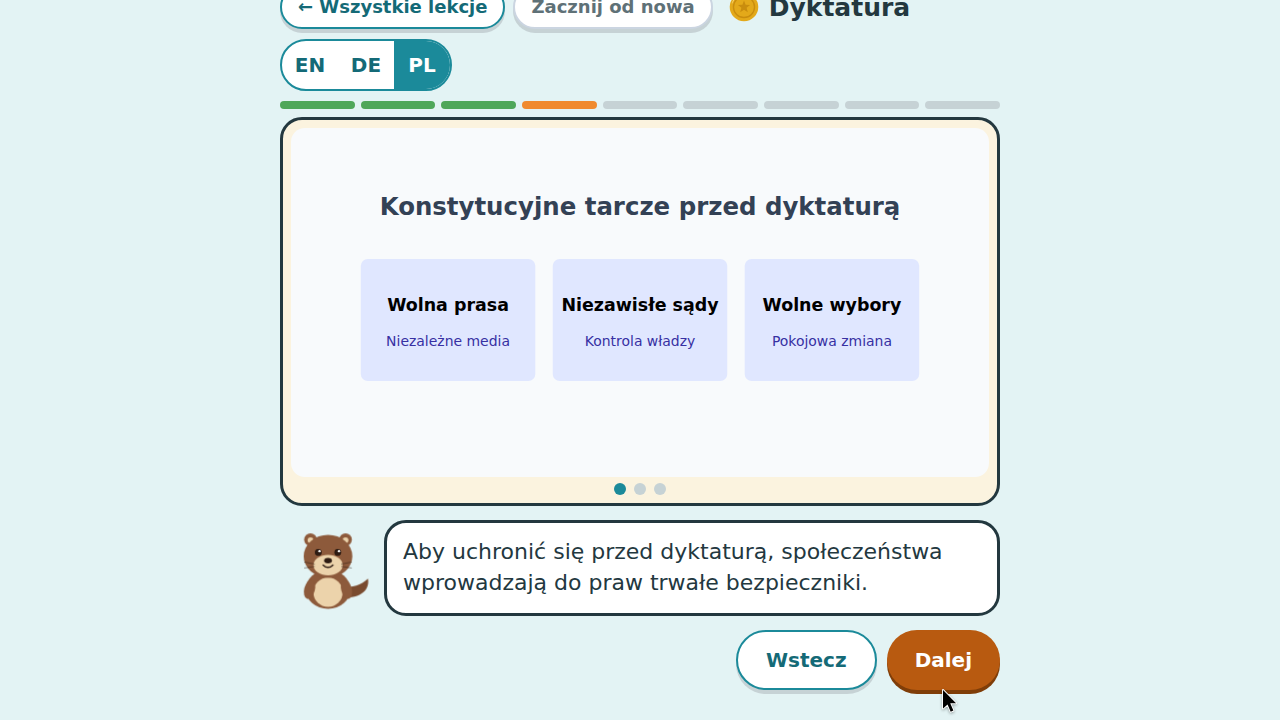 ← Wszystkie lekcje
Zacznij od nowa
Dyktatura
EN DE PL
Konstytucyjne tarcze przed dyktaturą
Wolna prasa
Niezależne media
Niezawisłe sądy
Kontrola władzy
Wolne wybory
Pokojowa zmiana
Aby uchronić się przed dyktaturą, społeczeństwa
wprowadzają do praw trwałe bezpieczniki.
Wstecz
Dalej